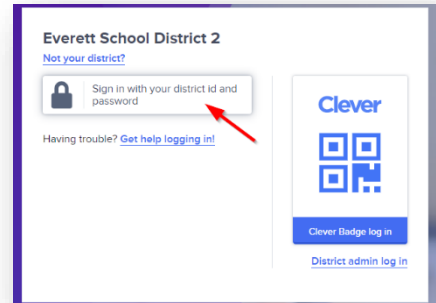 Everett School District 2
Not your district?
Sign in with your district id and
password
Having trouble? Get help logging in!
Clever
Clever Badge log in
District admin log in